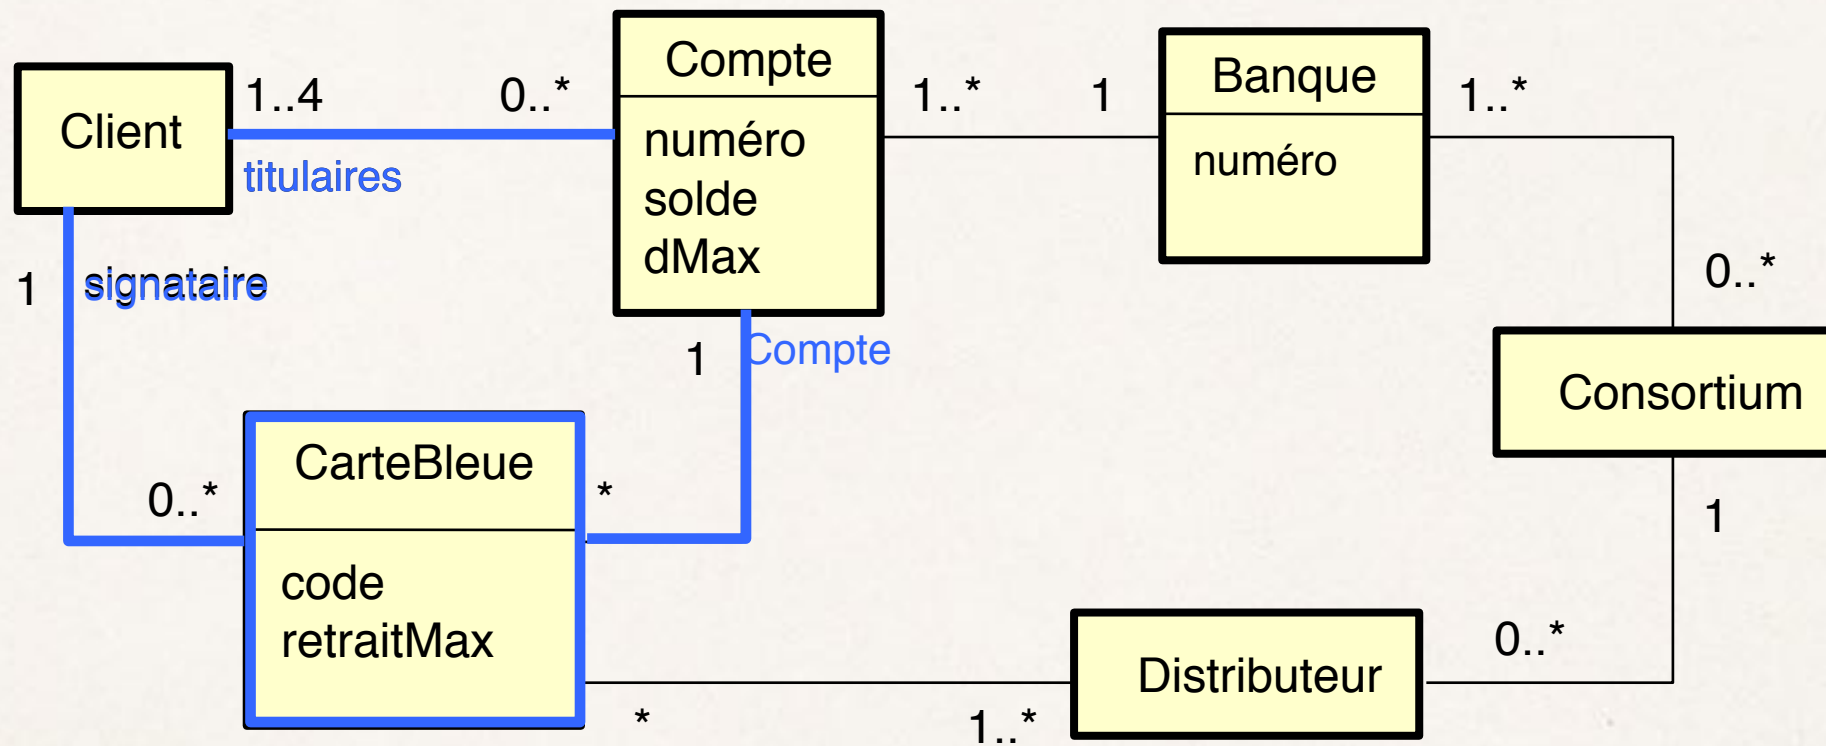 Client
1..4
titulaires
0..*
Compte
numéro
solde
dMax
1..*
1
Banque
numéro
1..*
0..*
Consortium
1
signataire
1
Compte
1
0..*
CarteBleue
code
retraitMax
*
*
1..*
Distributeur
0..*